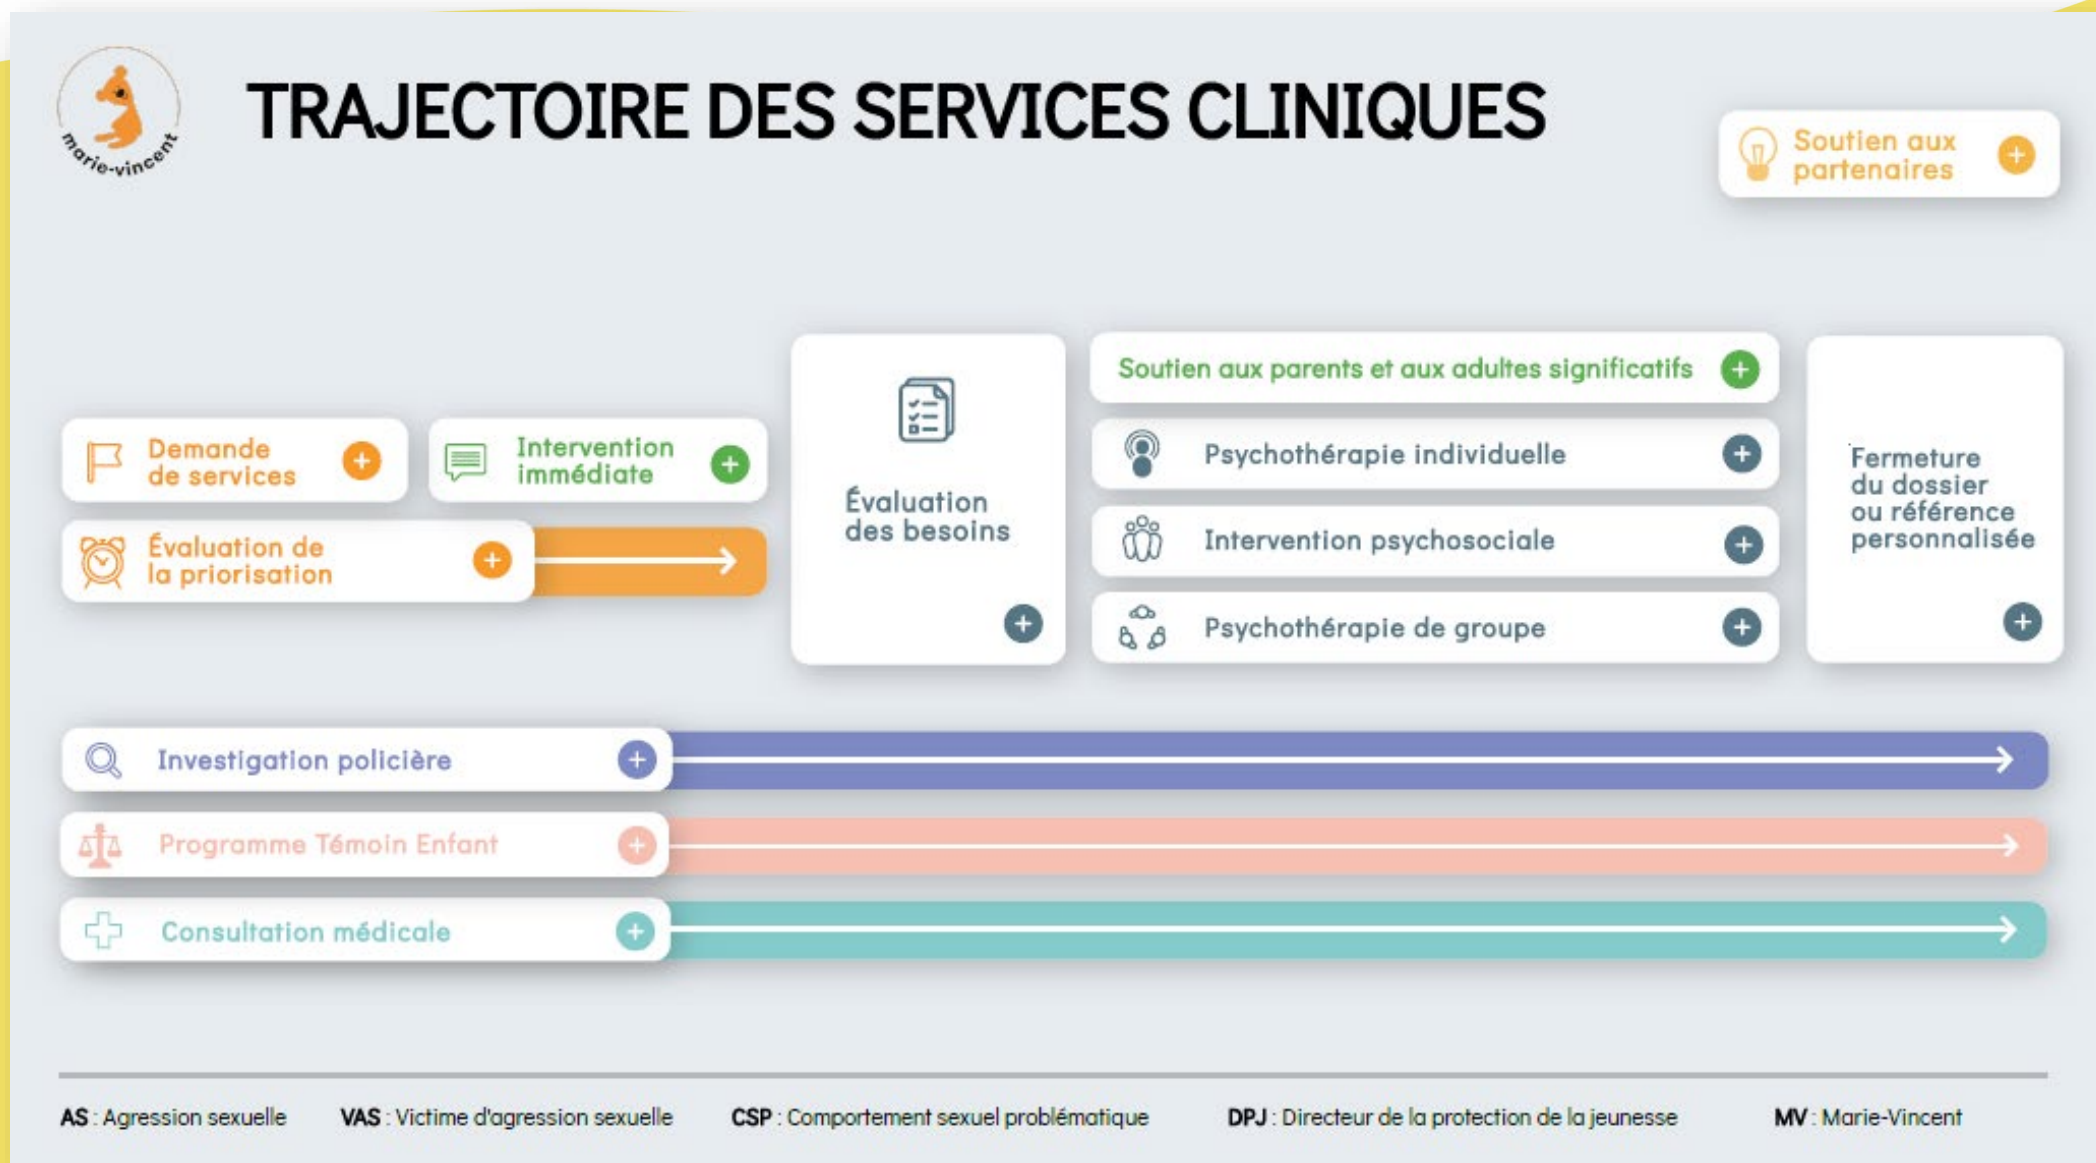 marie-vincent
TRAJECTOIRE DES SERVICES CLINIQUES
Soutien aux
partenaires
Demande
de services
Intervention
immédiate
Évaluation de
la priorisation
Évaluation
des besoins
Soutien aux parents et aux adultes significatifs
Psychothérapie individuelle
Intervention psychosociale
Psychothérapie de groupe
Fermeture
du dossier
ou référence
personnalisée
Investigation policière
Programme Témoin Enfant
Consultation médicale
AS : Agression sexuelle
VAS : Victime d'agression sexuelle
CSP : Comportement sexuel problématique
DPJ : Directeur de la protection de la jeunesse
MV : Marie-Vincent